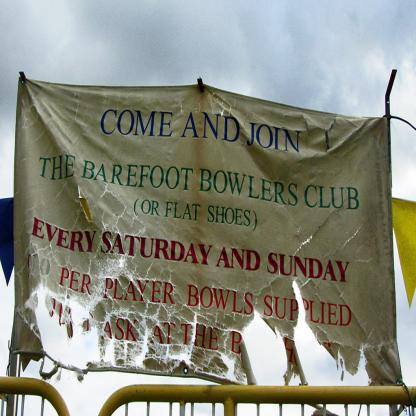 COME AND JOIN
THE BAREFOOT BOWLERS CLUB
(OR FLAT SHOES)
EVERY SATURDAY AND SUNDAY
PER PLAYER BOWLS SUPPLIED
ASK AT THE